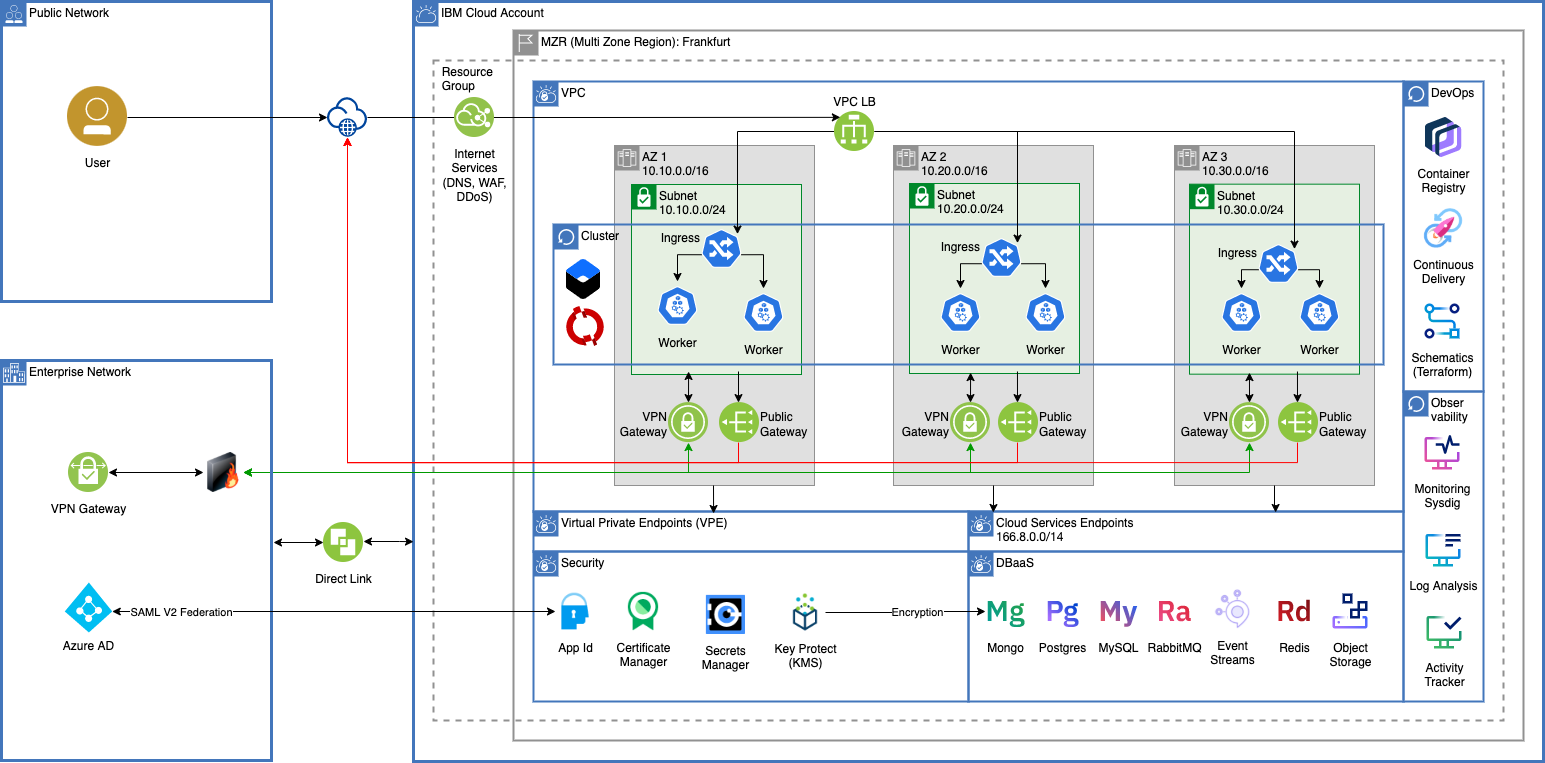 Public Network
User
IBM Cloud Account
MZR (Multi Zone Region): Frankfurt
Resource
Group
Internet
Services
(DNS, WAF,
DDoS)
VPC
VPC LB
AZ 1
10.10.0.0/16
Subnet
10.10.0.0/24
AZ 2
10.20.0.0/16
Subnet
10.20.0.0/24
AZ 3
10.30.0.0/16
Subnet
10.30.0.0/24
Cluster
Ingress
Worker
Worker
Ingress
Worker
Worker
Ingress
Worker
Worker
VPN
Gateway
Public
Gateway
VPN
Gateway
Public
Gateway
VPN
Gateway
Public
Gateway
DevOps
Container
Registry
Continuous
Delivery
Schematics
(Terraform)
Obser
vability
Monitoring
Sysdig
Log Analysis
Activity
Tracker
Enterprise Network
VPN Gateway
Direct Link
Azure AD
SAML V2 Federation
Virtual Private Endpoints (VPE)
Cloud Services Endpoints
166.8.0.0/14
Security
App Id
Certificate
Manager
Secrets
Manager
Key Protect
(KMS)
Encryption
DBaaS
Mg
Mongo
Pg
Postgres
My
MySQL
Ra
RabbitMQ
Event
Streams
Rd
Redis
Object
Storage